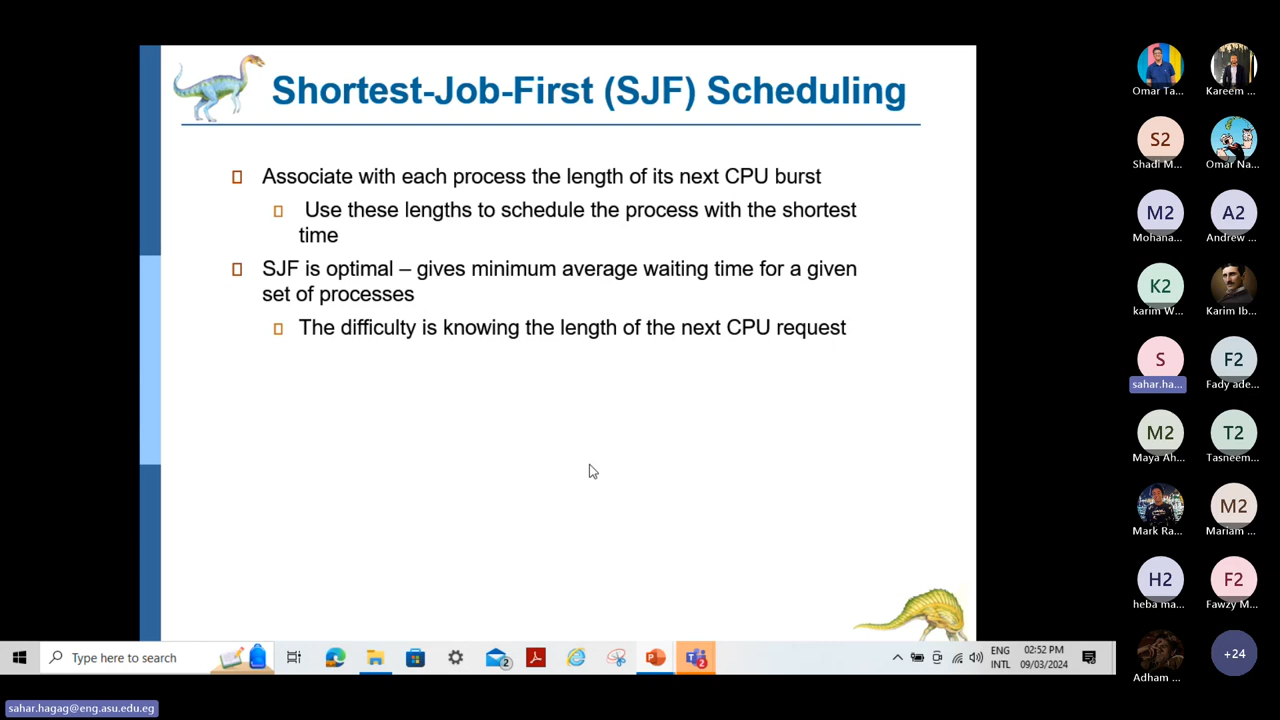 Shortest-Job-First (SJF) Scheduling
Associate with each process the length of its next CPU burst
Use these lengths to schedule the process with the shortest
time
SJF is optimal – gives minimum average waiting time for a given
set of processes
The difficulty is knowing the length of the next CPU request
Omar Ta...
Kareem ...
S2
Shadi M...
Omar Na...
M2
A2
Mohana...
Andrew ...
K2
karim W...
Karim Ib...
S
F2
sahar.ha...
Fady ade...
M2
T2
Maya Ah...
Tasneem...
M2
Mark Ra...
Mariam ...
H2
F2
heba ma...
Fawzy M...
+24
Adham ...
Type here to search
2
2
ENG
INTL
02:52 PM
09/03/2024
sahar.hagag@eng.asu.edu.eg